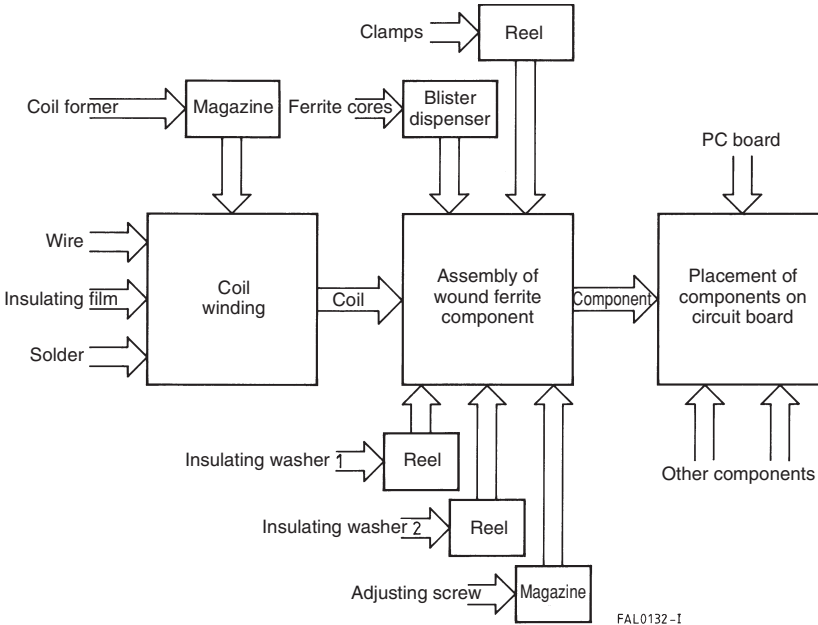 Clamps
Reel
Coil former
Magazine
Ferrite cores
Blister
dispenser
PC board
Wire
Insulating film
Solder
Coil
winding
Coil
Assembly of
wound ferrite
component
Component
Placement of
components on
circuit board
Insulating washer 1
Reel
Insulating washer 2
Reel
Other components
Adjusting screw
Magazine
FAL0132-I